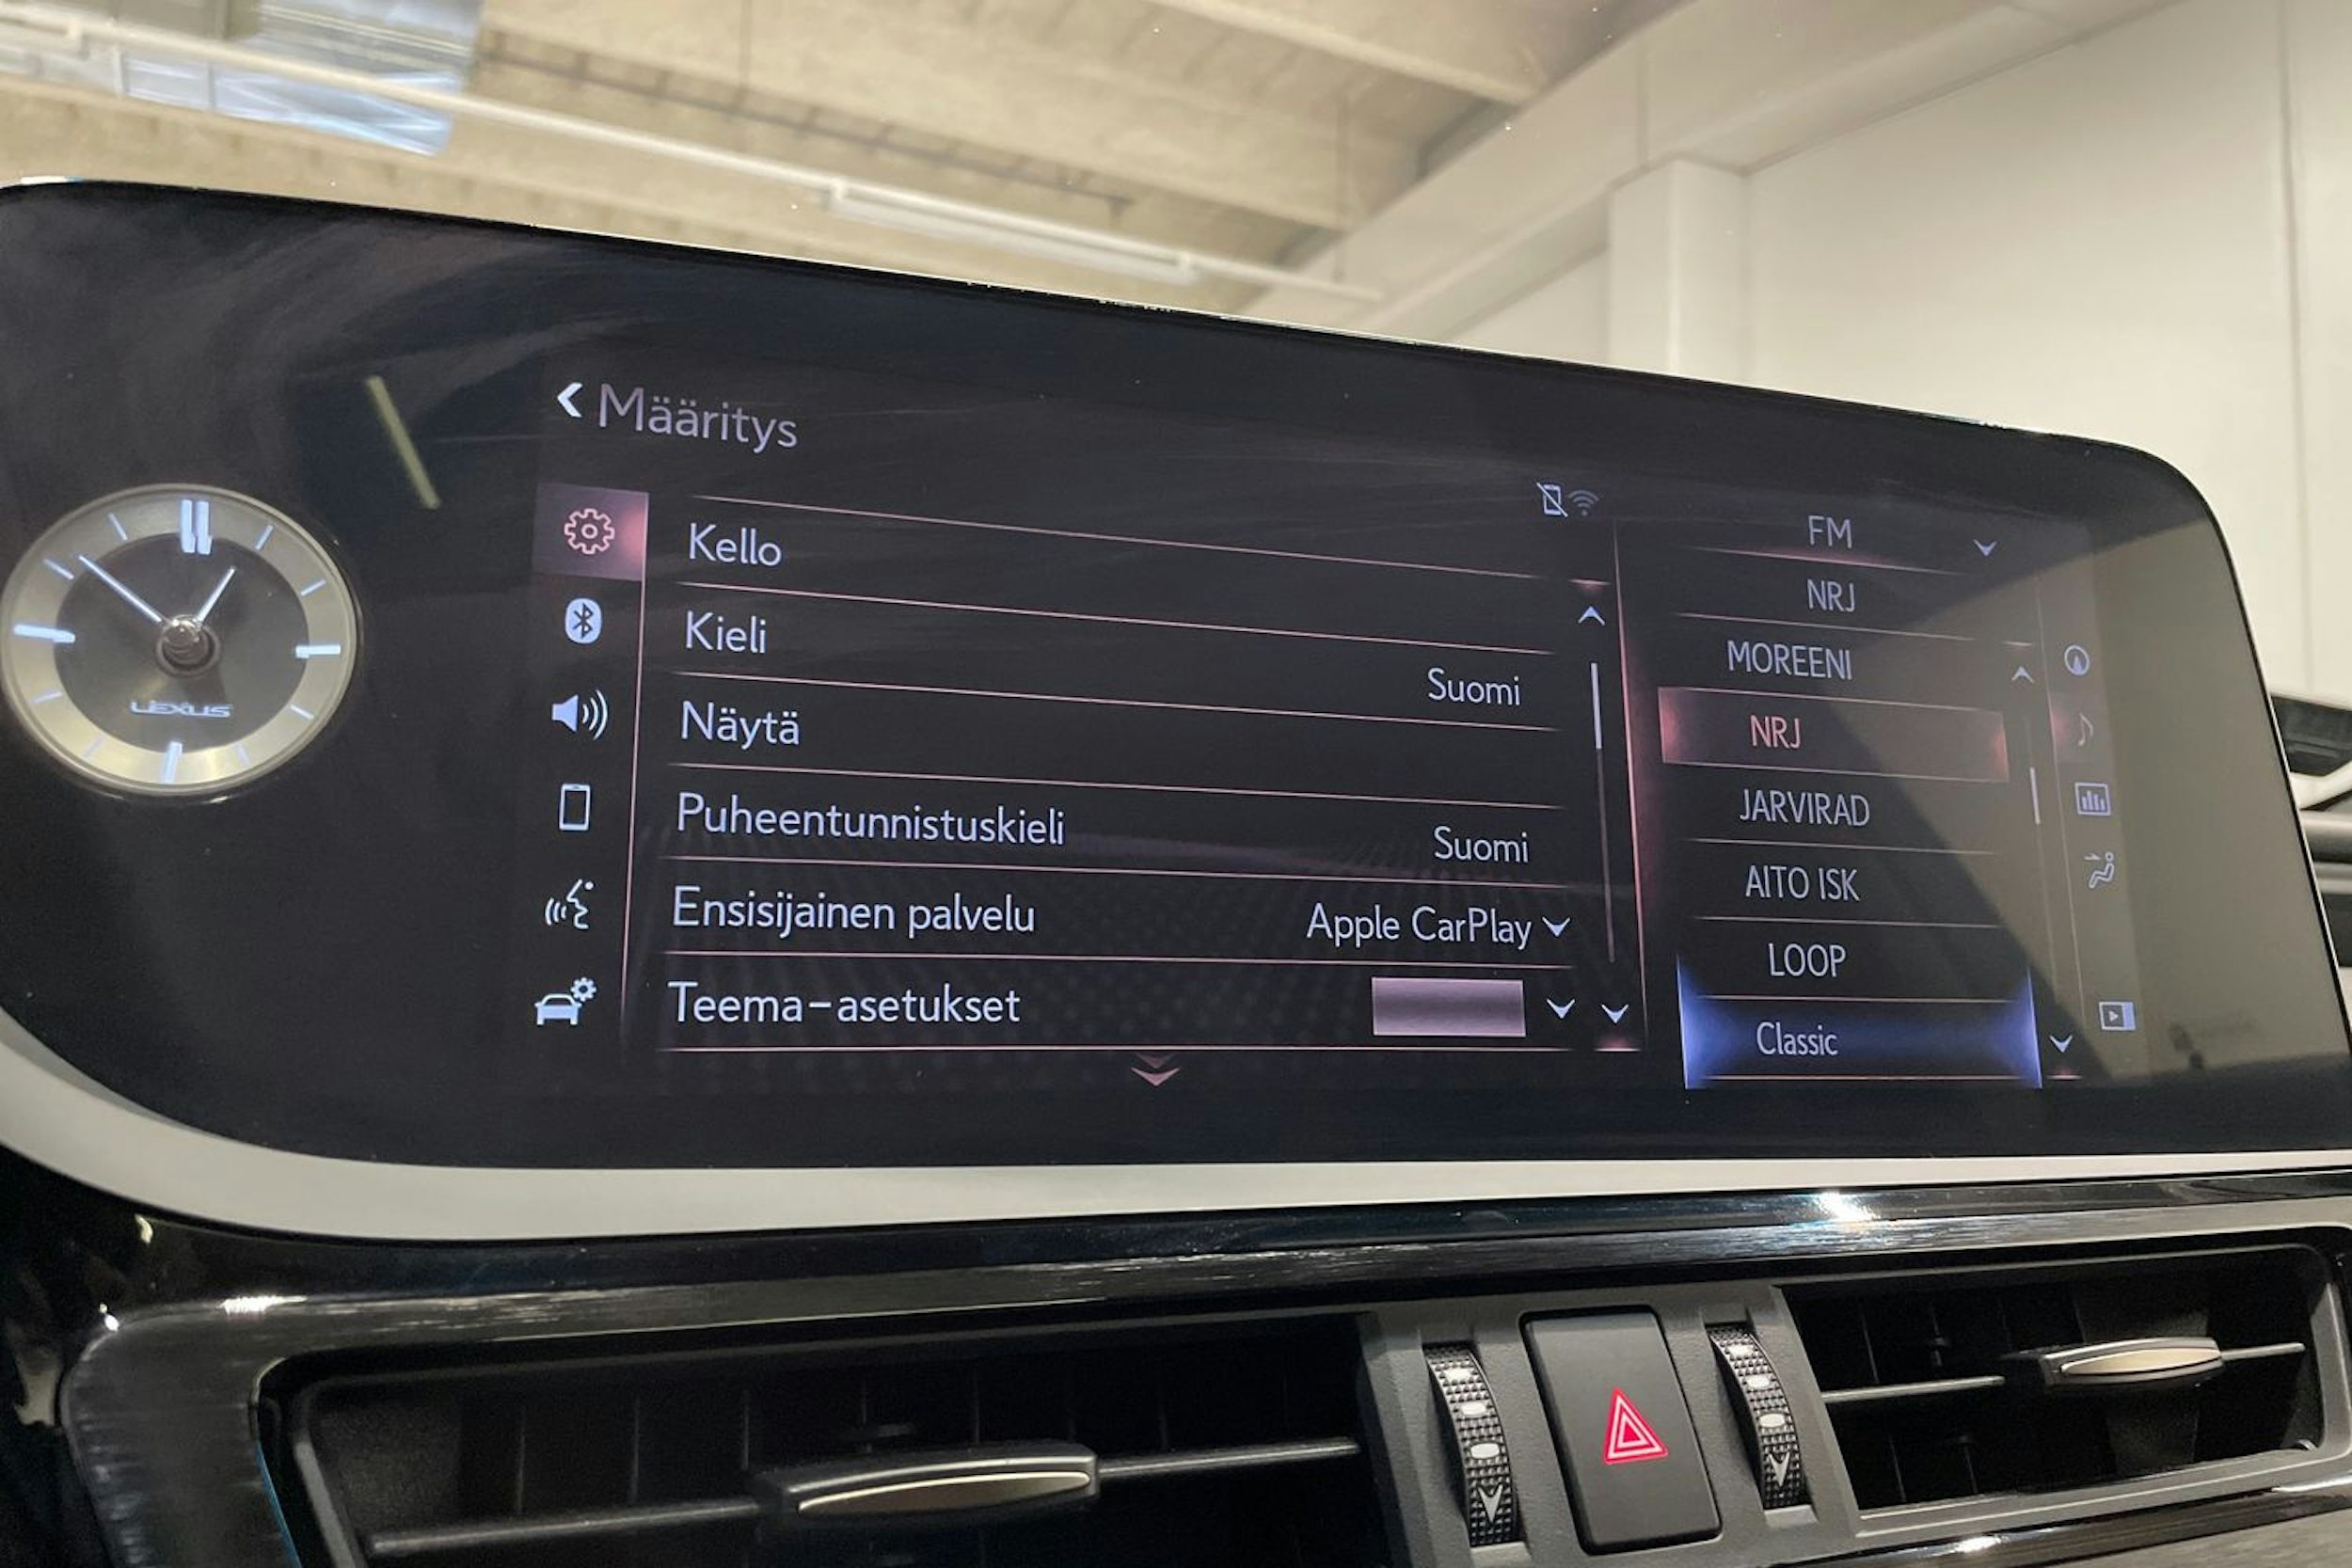 Määritys
LEXUS
Kello
Kieli
Suomi
Näytä
Puheentunnistuskieli
Suomi
Ensisijainen palvelu
Apple CarPlay
Teema-asetukset
FM
NRJ
MOREENI
NRJ
JARVIRAD
AITO ISK
LOOP
Classic